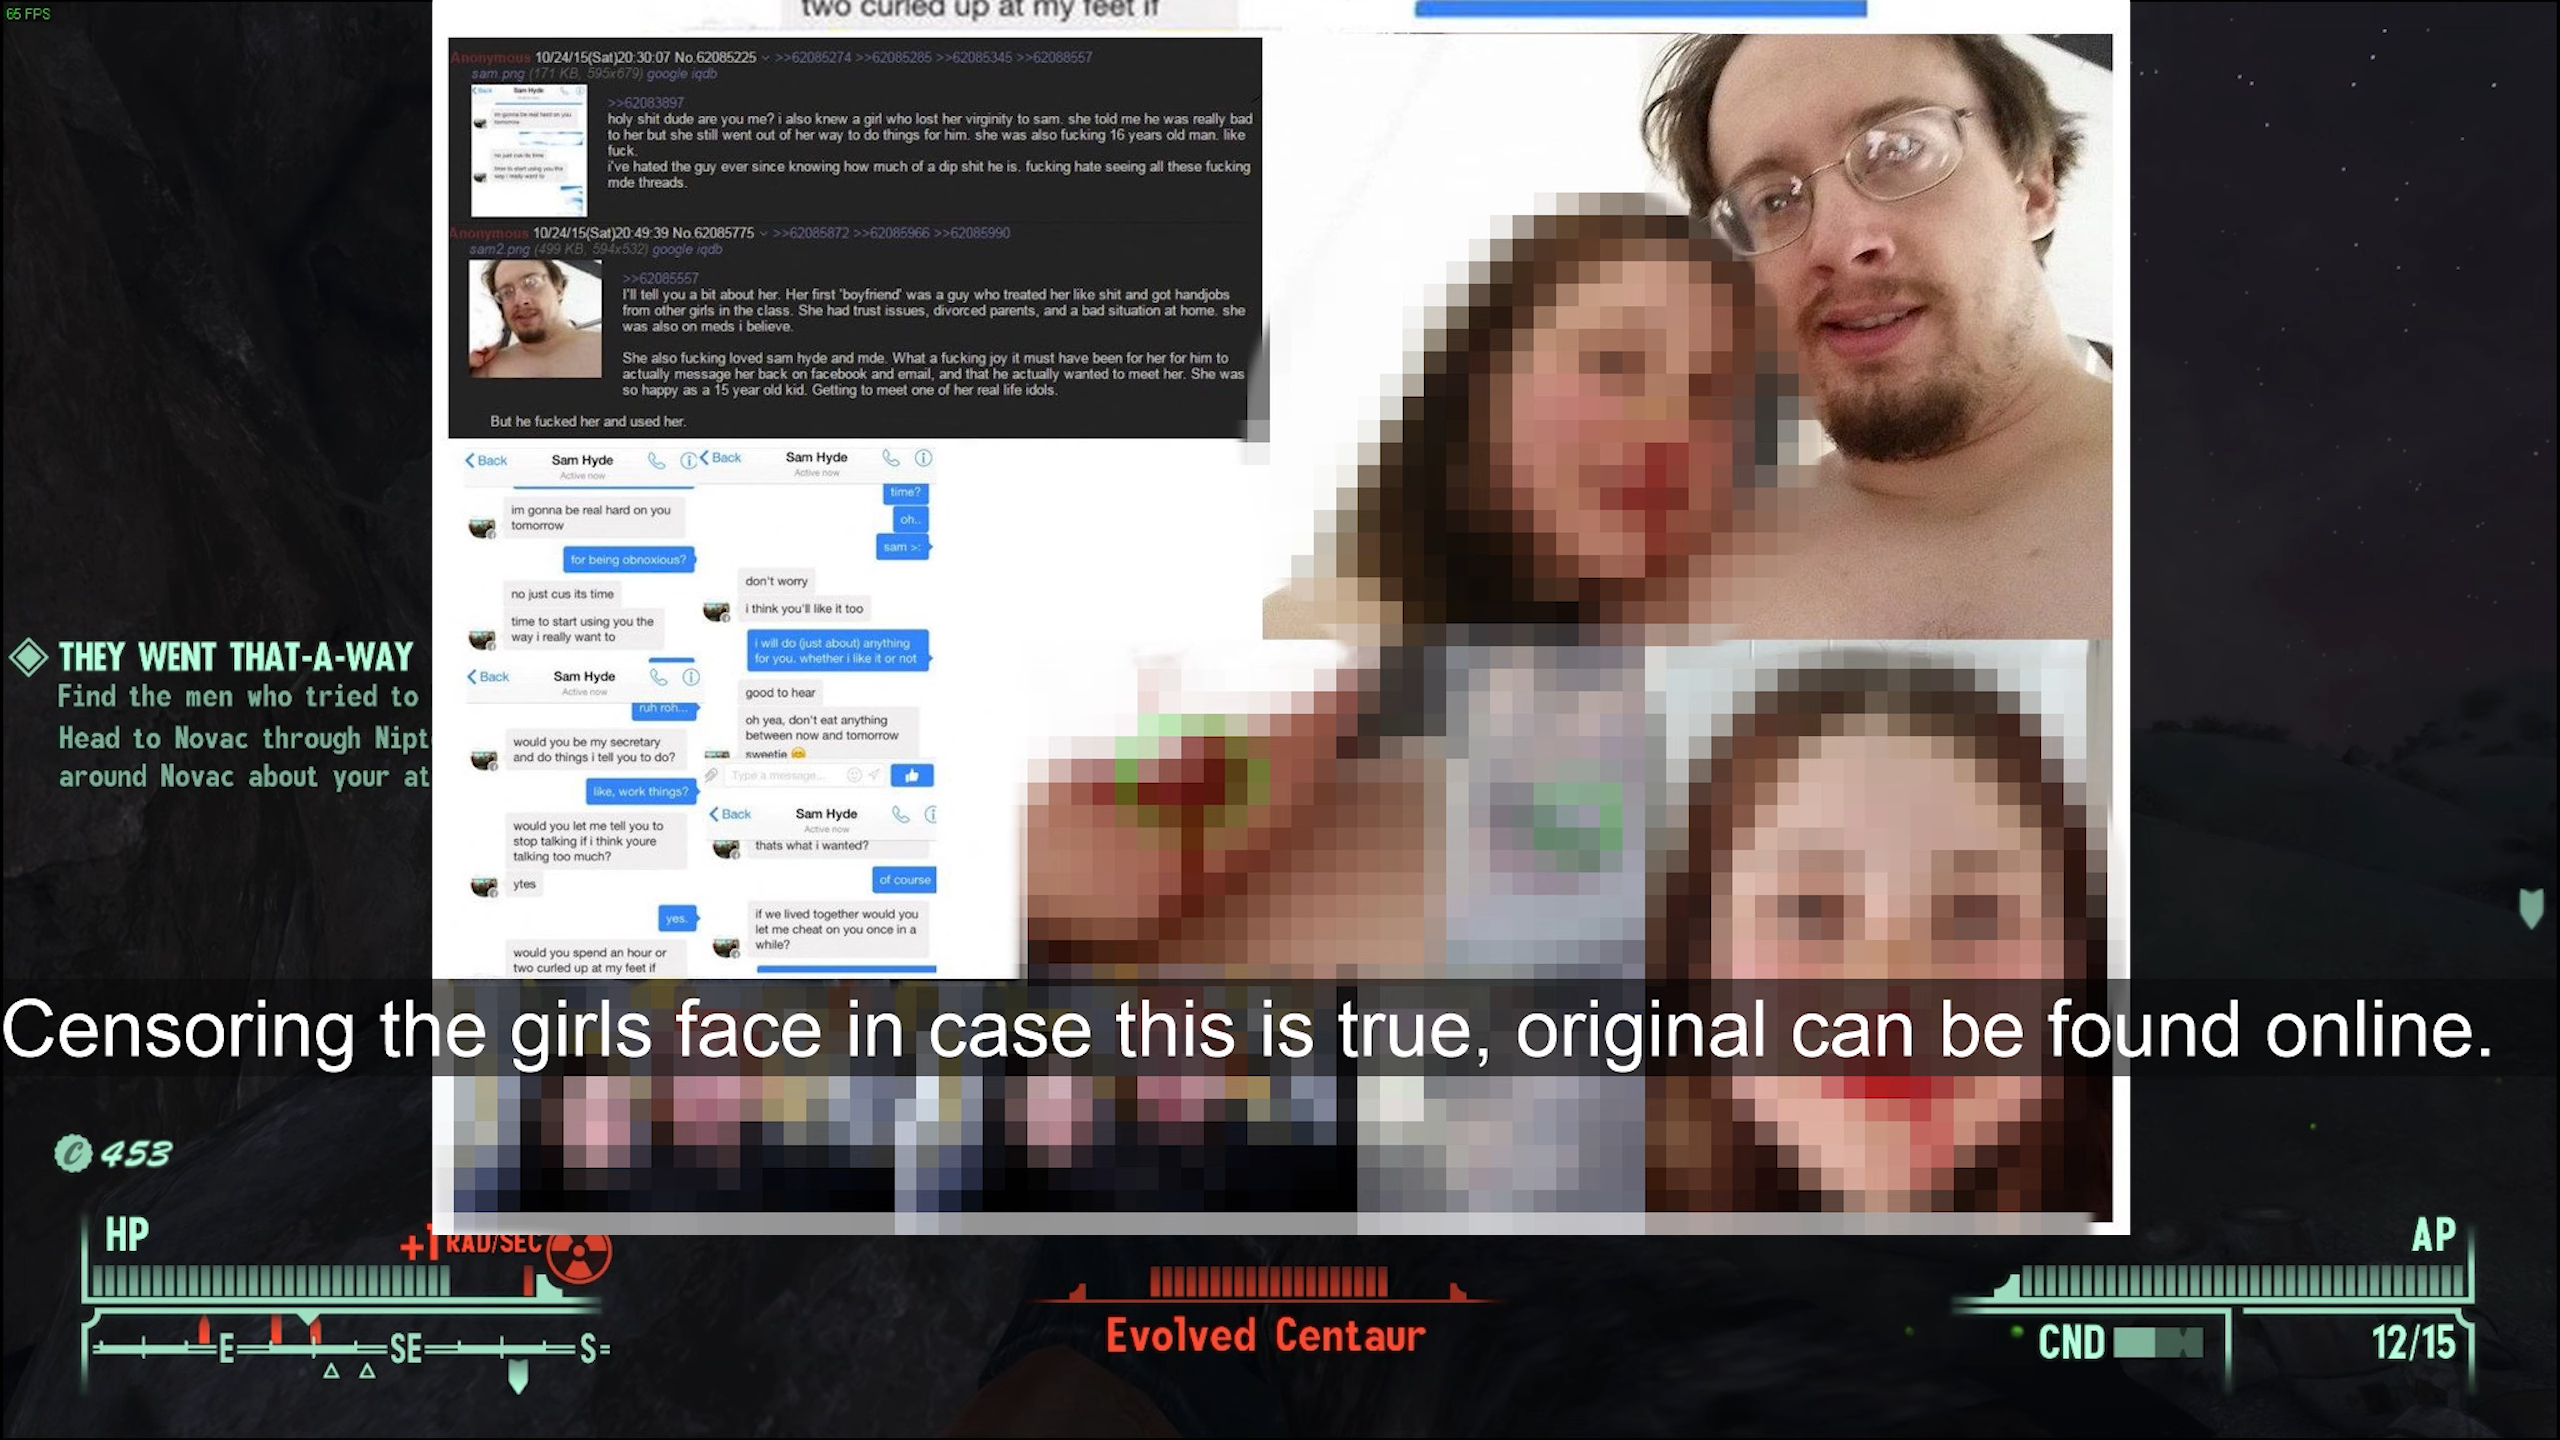 65 FPS
two curled up at my feet if
Anonymous 10/24/15(Sat)20:30:07 No.62085225 >>62085274 >>62085285 >>62085345 >>62088557
sam.png (171 KB, 595x679) google iqdb
>>62083897
holy shit dude are you me? i also knew a girl who lost her virginity to sam. she told me he was really bad
to her but she still went out of her way to do things for him. she was also fucking 16 years old man. like
fuck.
i've hated the guy ever since knowing how much of a dip shit he is. fucking hate seeing all these fucking
mde threads.
Anonymous 10/24/15(Sat)20:49:39 No.62085775 >>62085872 >>62085966 >>62085990
sam2.png (499 KB, 594x532) google iqdb
>>62085557
I'll tell you a bit about her. Her first 'boyfriend' was a guy who treated her like shit and got handjobs
from other girls in the class. She had trust issues, divorced parents, and a bad situation at home. she
was also on meds i believe.
She also fucking loved sam hyde and mde. What a fucking joy it must have been for her for him to
actually message her back on facebook and email, and that he actually wanted to meet her. She was
so happy as a 15 year old kid. Getting to meet one of her real life idols.
But he fucked her and used her.
Back Sam Hyde
Active now
im gonna be real hard on you
tomorrow
for being obnoxious?
no just cus its time
time to start using you the
way i really want to
Back Sam Hyde
Active now
ruh roh...
would you be my secretary
and do things i tell you to do?
like, work things?
would you let me tell you to
stop talking if i think youre
talking too much?
ytes
yes.
would you spend an hour or
two curled up at my feet if
Back Sam Hyde
Active now
time?
oh..
sam >:
don't worry
i think you'll like it too
i will do (just about) anything
for you. whether i like it or not
good to hear
oh yea, don't eat anything
between now and tomorrow
sweetie
Type a message...
Back Sam Hyde
Active now
thats what i wanted?
of course
if we lived together would you
let me cheat on you once in a
while?
THEY WENT THAT-A-WAY
Find the men who tried to
Head to Novac through Nipt
around Novac about your at
Censoring the girls face in case this is true, original can be found online.
C 453
HP
+1 RAD/SEC
E SE S
Evolved Centaur
AP
CND 12/15